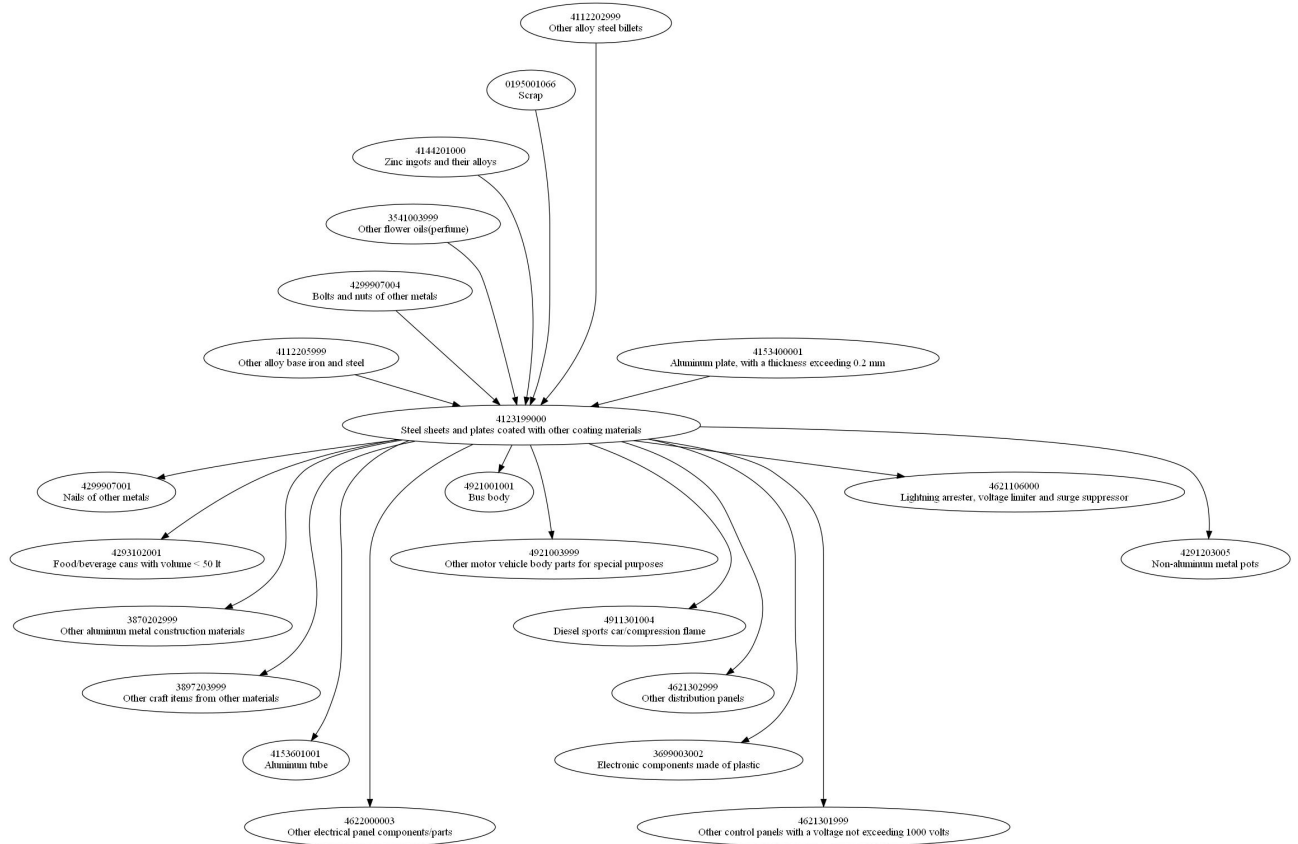 4112202999
Other alloy steel billets
0195001066
Scrap
4144201000
Zinc ingots and their alloys
3541003999
Other flower oils(perfume)
4299907004
Bolts and nuts of other metals
4112205999
Other alloy base iron and steel
4153400001
Aluminum plate, with a thickness exceeding 0.2 mm
4123199000
Steel sheets and plates coated with other coating materials
4299907001
Nails of other metals
4921001001
Bus body
4621106000
Lightning arrester, voltage limiter and surge suppressor
4293102001
Food/beverage cans with volume < 50 lt
4921003999
Other motor vehicle body parts for special purposes
4291203005
Non-aluminum metal pots
3870202999
Other aluminum metal construction materials
4911301004
Diesel sports car/compression flame
3897203999
Other craft items from other materials
4621302999
Other distribution panels
4153601001
Aluminum tube
3699003002
Electronic components made of plastic
4622000003
Other electrical panel components/parts
4621301999
Other control panels with a voltage not exceeding 1000 volts